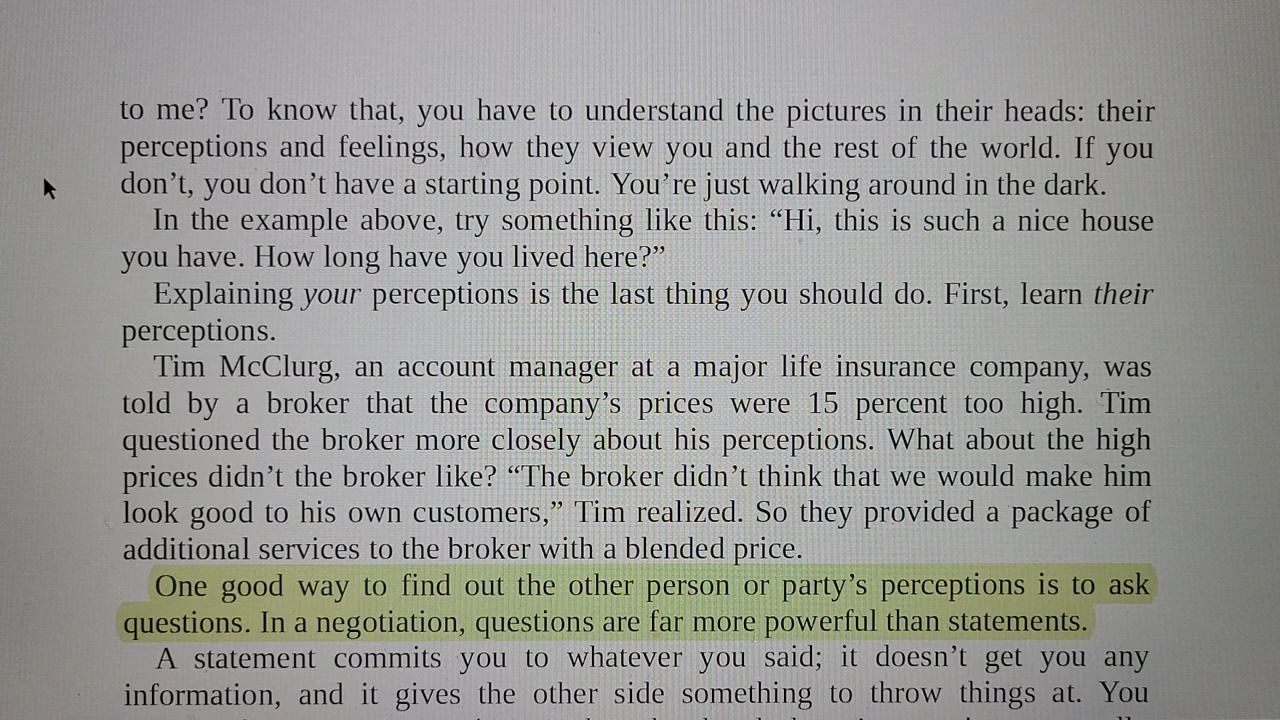 to me? To know that, you have to understand the pictures in their heads: their
perceptions and feelings, how they view you and the rest of the world. If you
don’t, you don’t have a starting point. You’re just walking around in the dark.
In the example above, try something like this: “Hi, this is such a nice house
you have. How long have you lived here?”
Explaining your perceptions is the last thing you should do. First, learn their
perceptions.
Tim McClurg, an account manager at a major life insurance company, was
told by a broker that the company’s prices were 15 percent too high. Tim
questioned the broker more closely about his perceptions. What about the high
prices didn’t the broker like? “The broker didn’t think that we would make him
look good to his own customers,” Tim realized. So they provided a package of
additional services to the broker with a blended price.
One good way to find out the other person or party’s perceptions is to ask
questions. In a negotiation, questions are far more powerful than statements.
A statement commits you to whatever you said; it doesn’t get you any
information, and it gives the other side something to throw things at. You